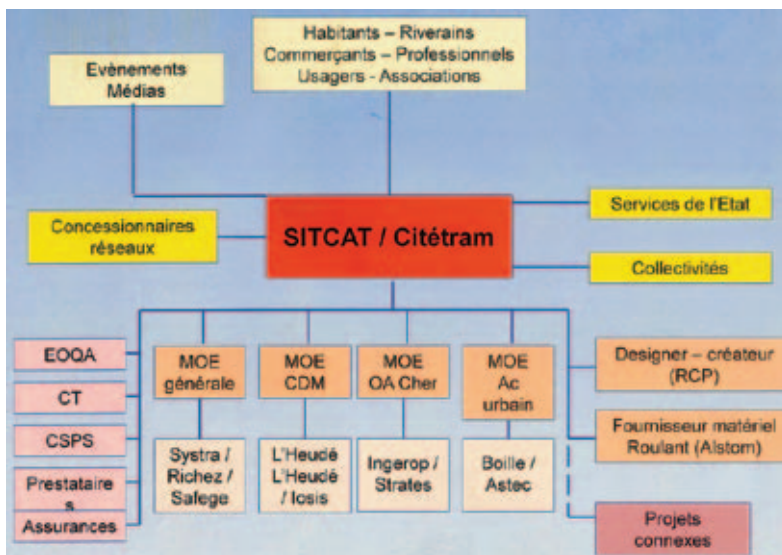 Habitants – Riverains
Commerçants – Professionnels
Usagers - Associations
Evènements
Médias
Services de l'Etat
Concessionnaires
réseaux
SITCAT / Citétram
Collectivités
EOQA
CT
CSPS
Prestataire
s
Assurances
MOE
générale
MOE
CDM
MOE
OA Cher
MOE
Ac
urbain
Systra /
Richez /
Safege
L'Heudé
L'Heudé
/ Iosis
Ingerop /
Strates
Boille /
Astec
Designer – créateur
(RCP)
Fournisseur matériel
Roulant (Alstom)
Projets
connexes